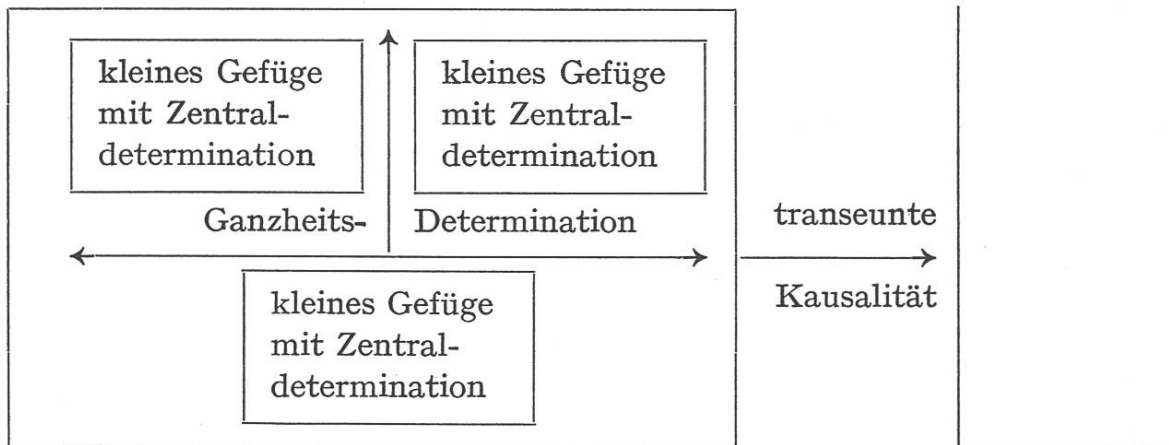 kleines Gefüge
mit Zentral-
determination
kleines Gefüge
mit Zentral-
determination
Ganzheits- Determination
transeunte
Kausalität
kleines Gefüge
mit Zentral-
determination